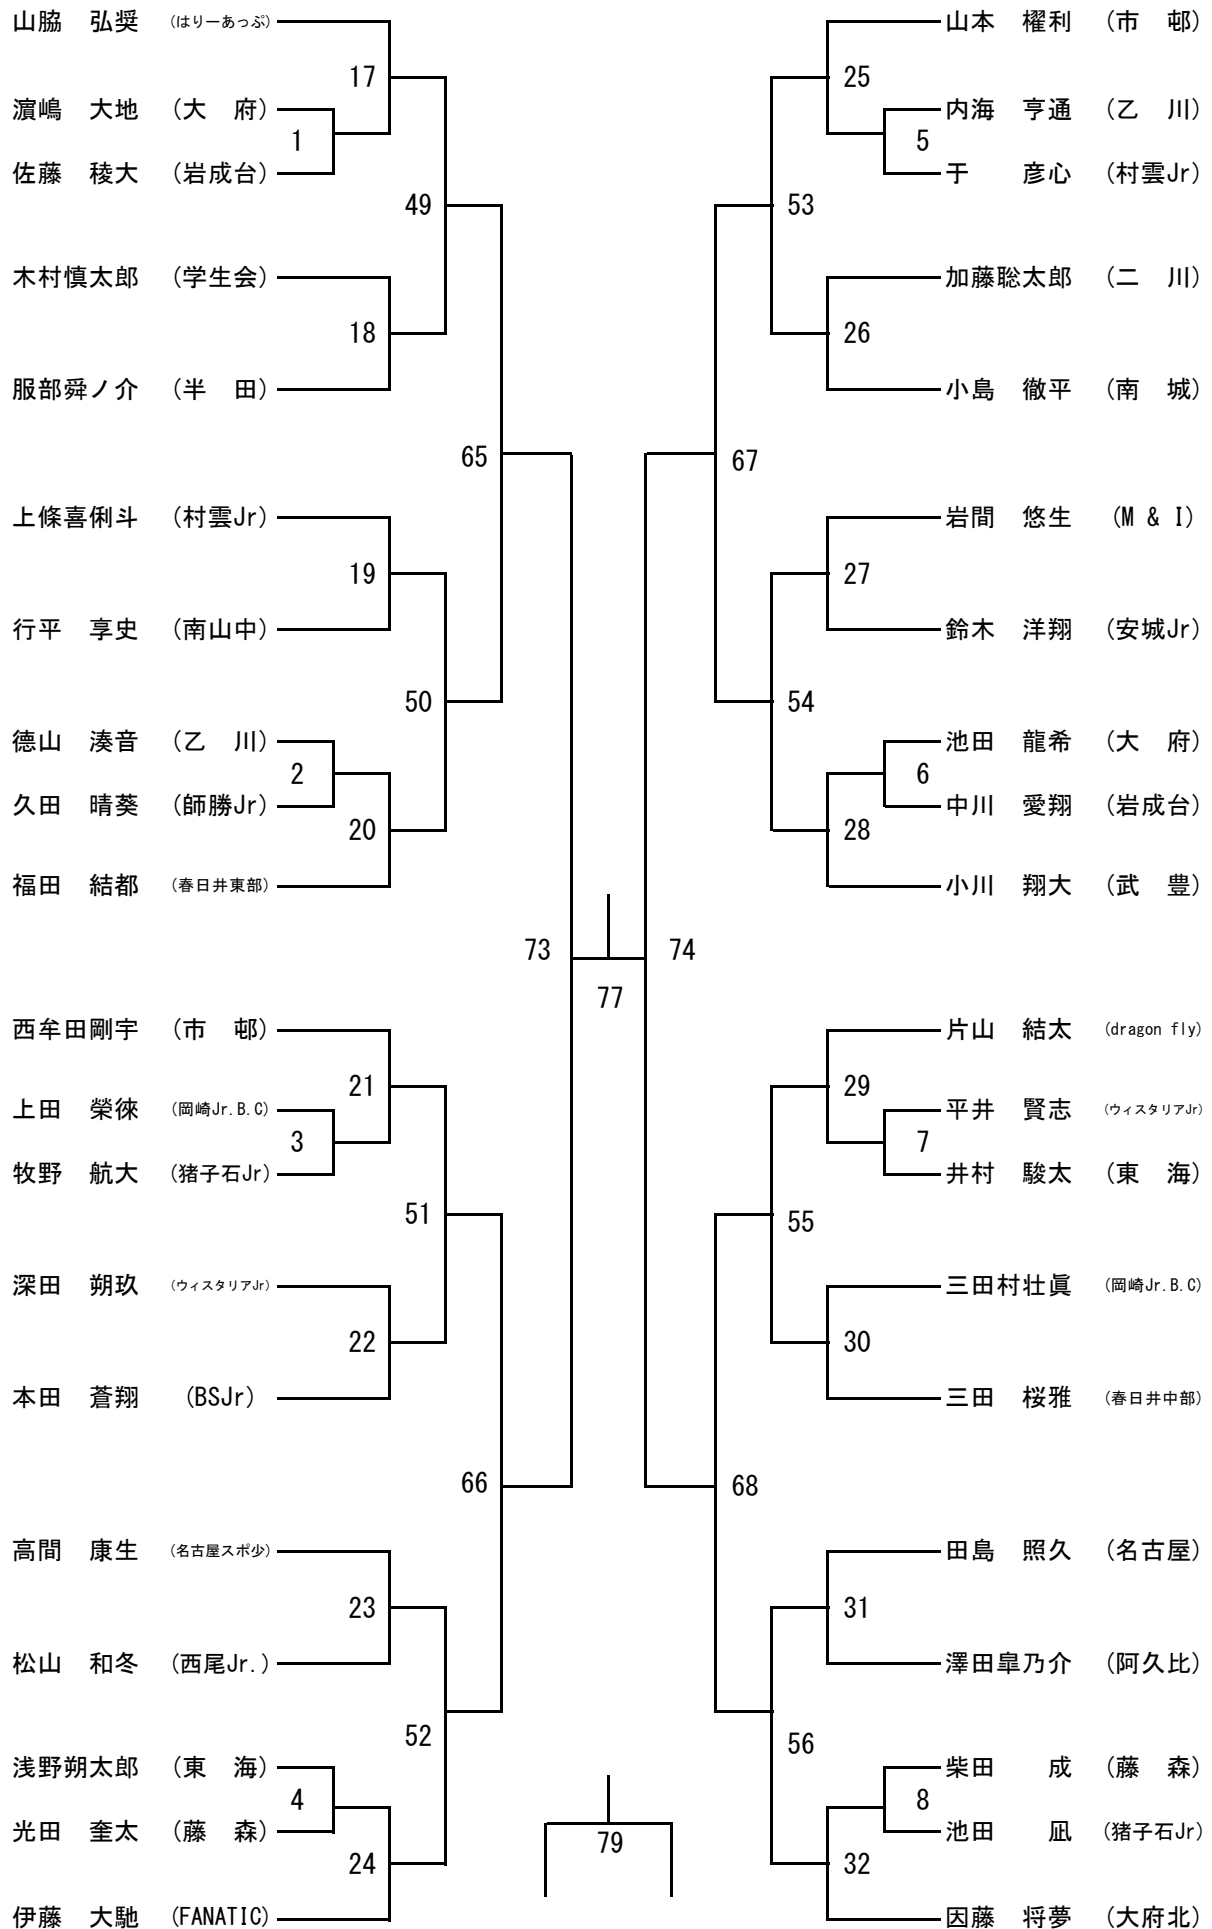 山脇　弘奨　(はりーあっぷ)
17
濵嶋　大地　(大　府)
1
佐藤　稜大　(岩成台)
49
木村慎太郎　(学生会)
18
服部舜ノ介　(半　田)
65
上條喜俐斗　(村雲Jr)
19
行平　享史　(南山中)
50
德山　湊音　(乙　川)
2
久田　晴葵　(師勝Jr)
20
福田　結都　(春日井東部)
73
西牟田剛宇　(市　邨)
21
上田　榮徠　(岡崎Jr.B.C)
3
牧野　航大　(猪子石Jr)
51
深田　朔玖　(ウィスタリアJr)
22
本田　蒼翔　(BSJr)
66
高間　康生　(名古屋スポ少)
23
松山　和冬　(西尾Jr.)
52
浅野朔太郎　(東　海)
4
光田　奎太　(藤　森)
24
伊藤　大馳　(FANATIC)
77
79
山本　櫂利　(市　邨)
25
内海　亨通　(乙　川)
5
于　　彦心　(村雲Jr)
53
加藤聡太郎　(二　川)
26
小島　徹平　(南　城)
67
岩間　悠生　(M & I)
27
鈴木　洋翔　(安城Jr)
54
池田　龍希　(大　府)
6
中川　愛翔　(岩成台)
28
小川　翔大　(武　豊)
74
片山　結太　(dragon fly)
29
平井　賢志　(ウィスタリアJr)
7
井村　駿太　(東　海)
55
三田村壮眞　(岡崎Jr.B.C)
30
三田　桜雅　(春日井中部)
68
田島　照久　(名古屋)
31
澤田皐乃介　(阿久比)
56
柴田　　成　(藤　森)
8
池田　　凪　(猪子石Jr)
32
因藤　将夢　(大府北)